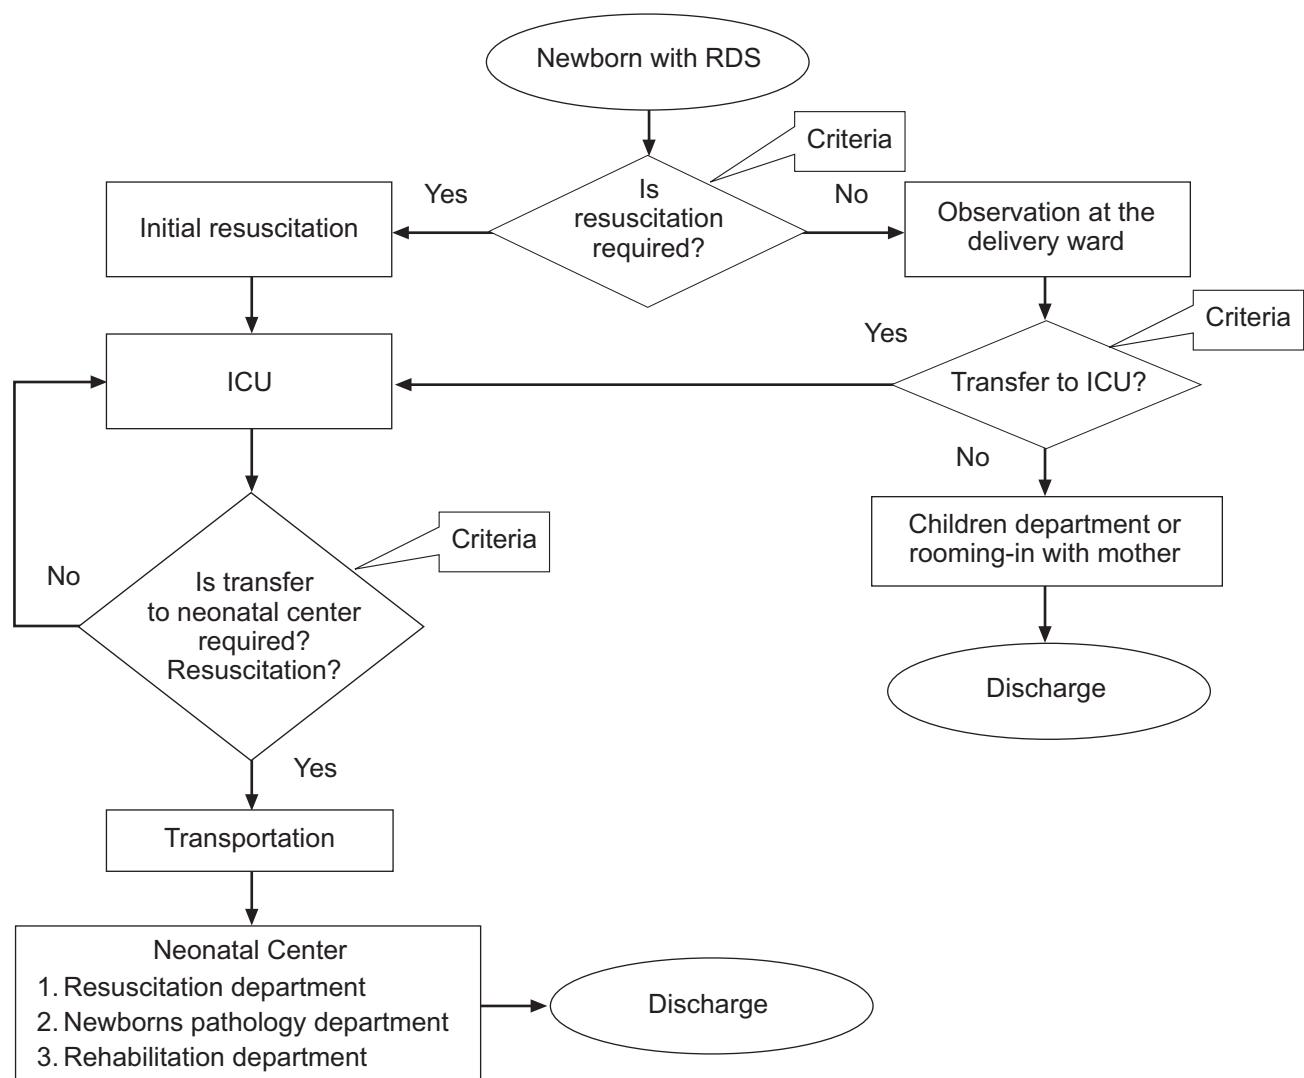 Newborn with RDS
Criteria
Yes
Is
resuscitation
required?
No
Initial resuscitation
Observation at the
delivery ward
Criteria
Yes
ICU
Transfer to ICU?
No
Children department or
rooming-in with mother
Criteria
No
Is transfer
to neonatal center
required?
Resuscitation?
Discharge
Yes
Transportation
Neonatal Center
1. Resuscitation department
2. Newborns pathology department
3. Rehabilitation department
Discharge